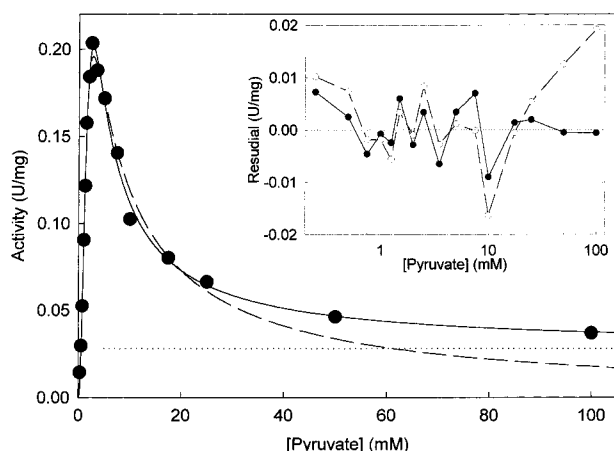 0.20
0.15
0.10
0.05
0.00
Activity (U/mg)
0 20 40 60 80 100
[Pyruvate] (mM)
0.02
0.01
0.00
-0.01
-0.02
Resudial (U/mg)
1 10 100
[Pyruvate] (mM)